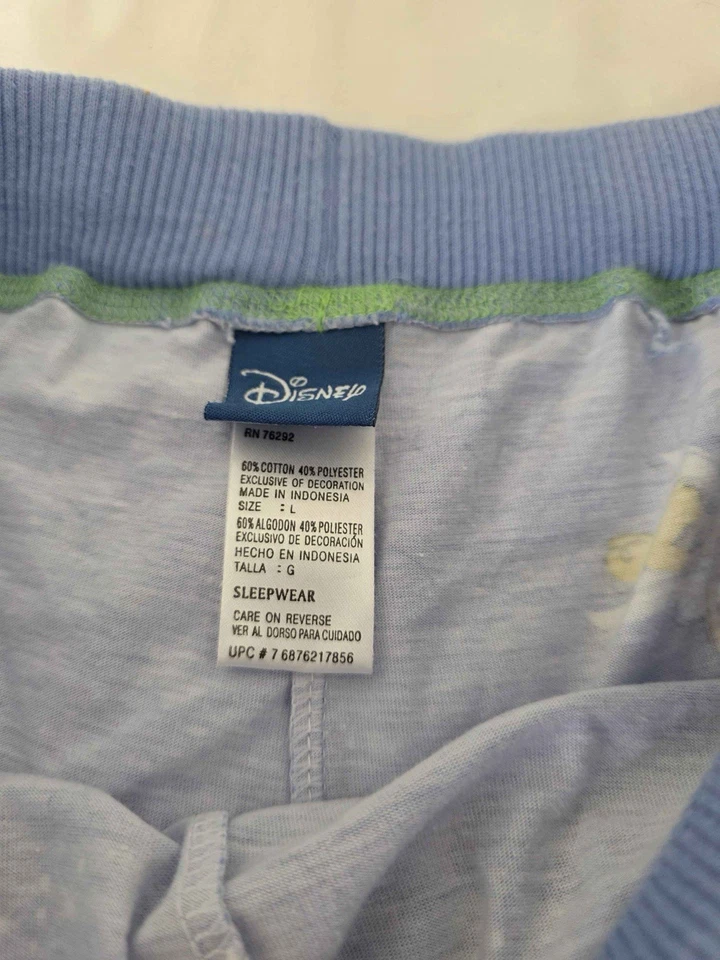 Disney
RN 76292
60% COTTON 40% POLYESTER
EXCLUSIVE OF DECORATION
MADE IN INDONESIA
SIZE : L
60% ALGODON 40% POLIESTER
EXCLUSIVO DE DECORACIÓN
HECHO EN INDONESIA
TALLA : G
SLEEPWEAR
CARE ON REVERSE
VER AL DORSO PARA CUIDADO
UPC # 7 6876217856